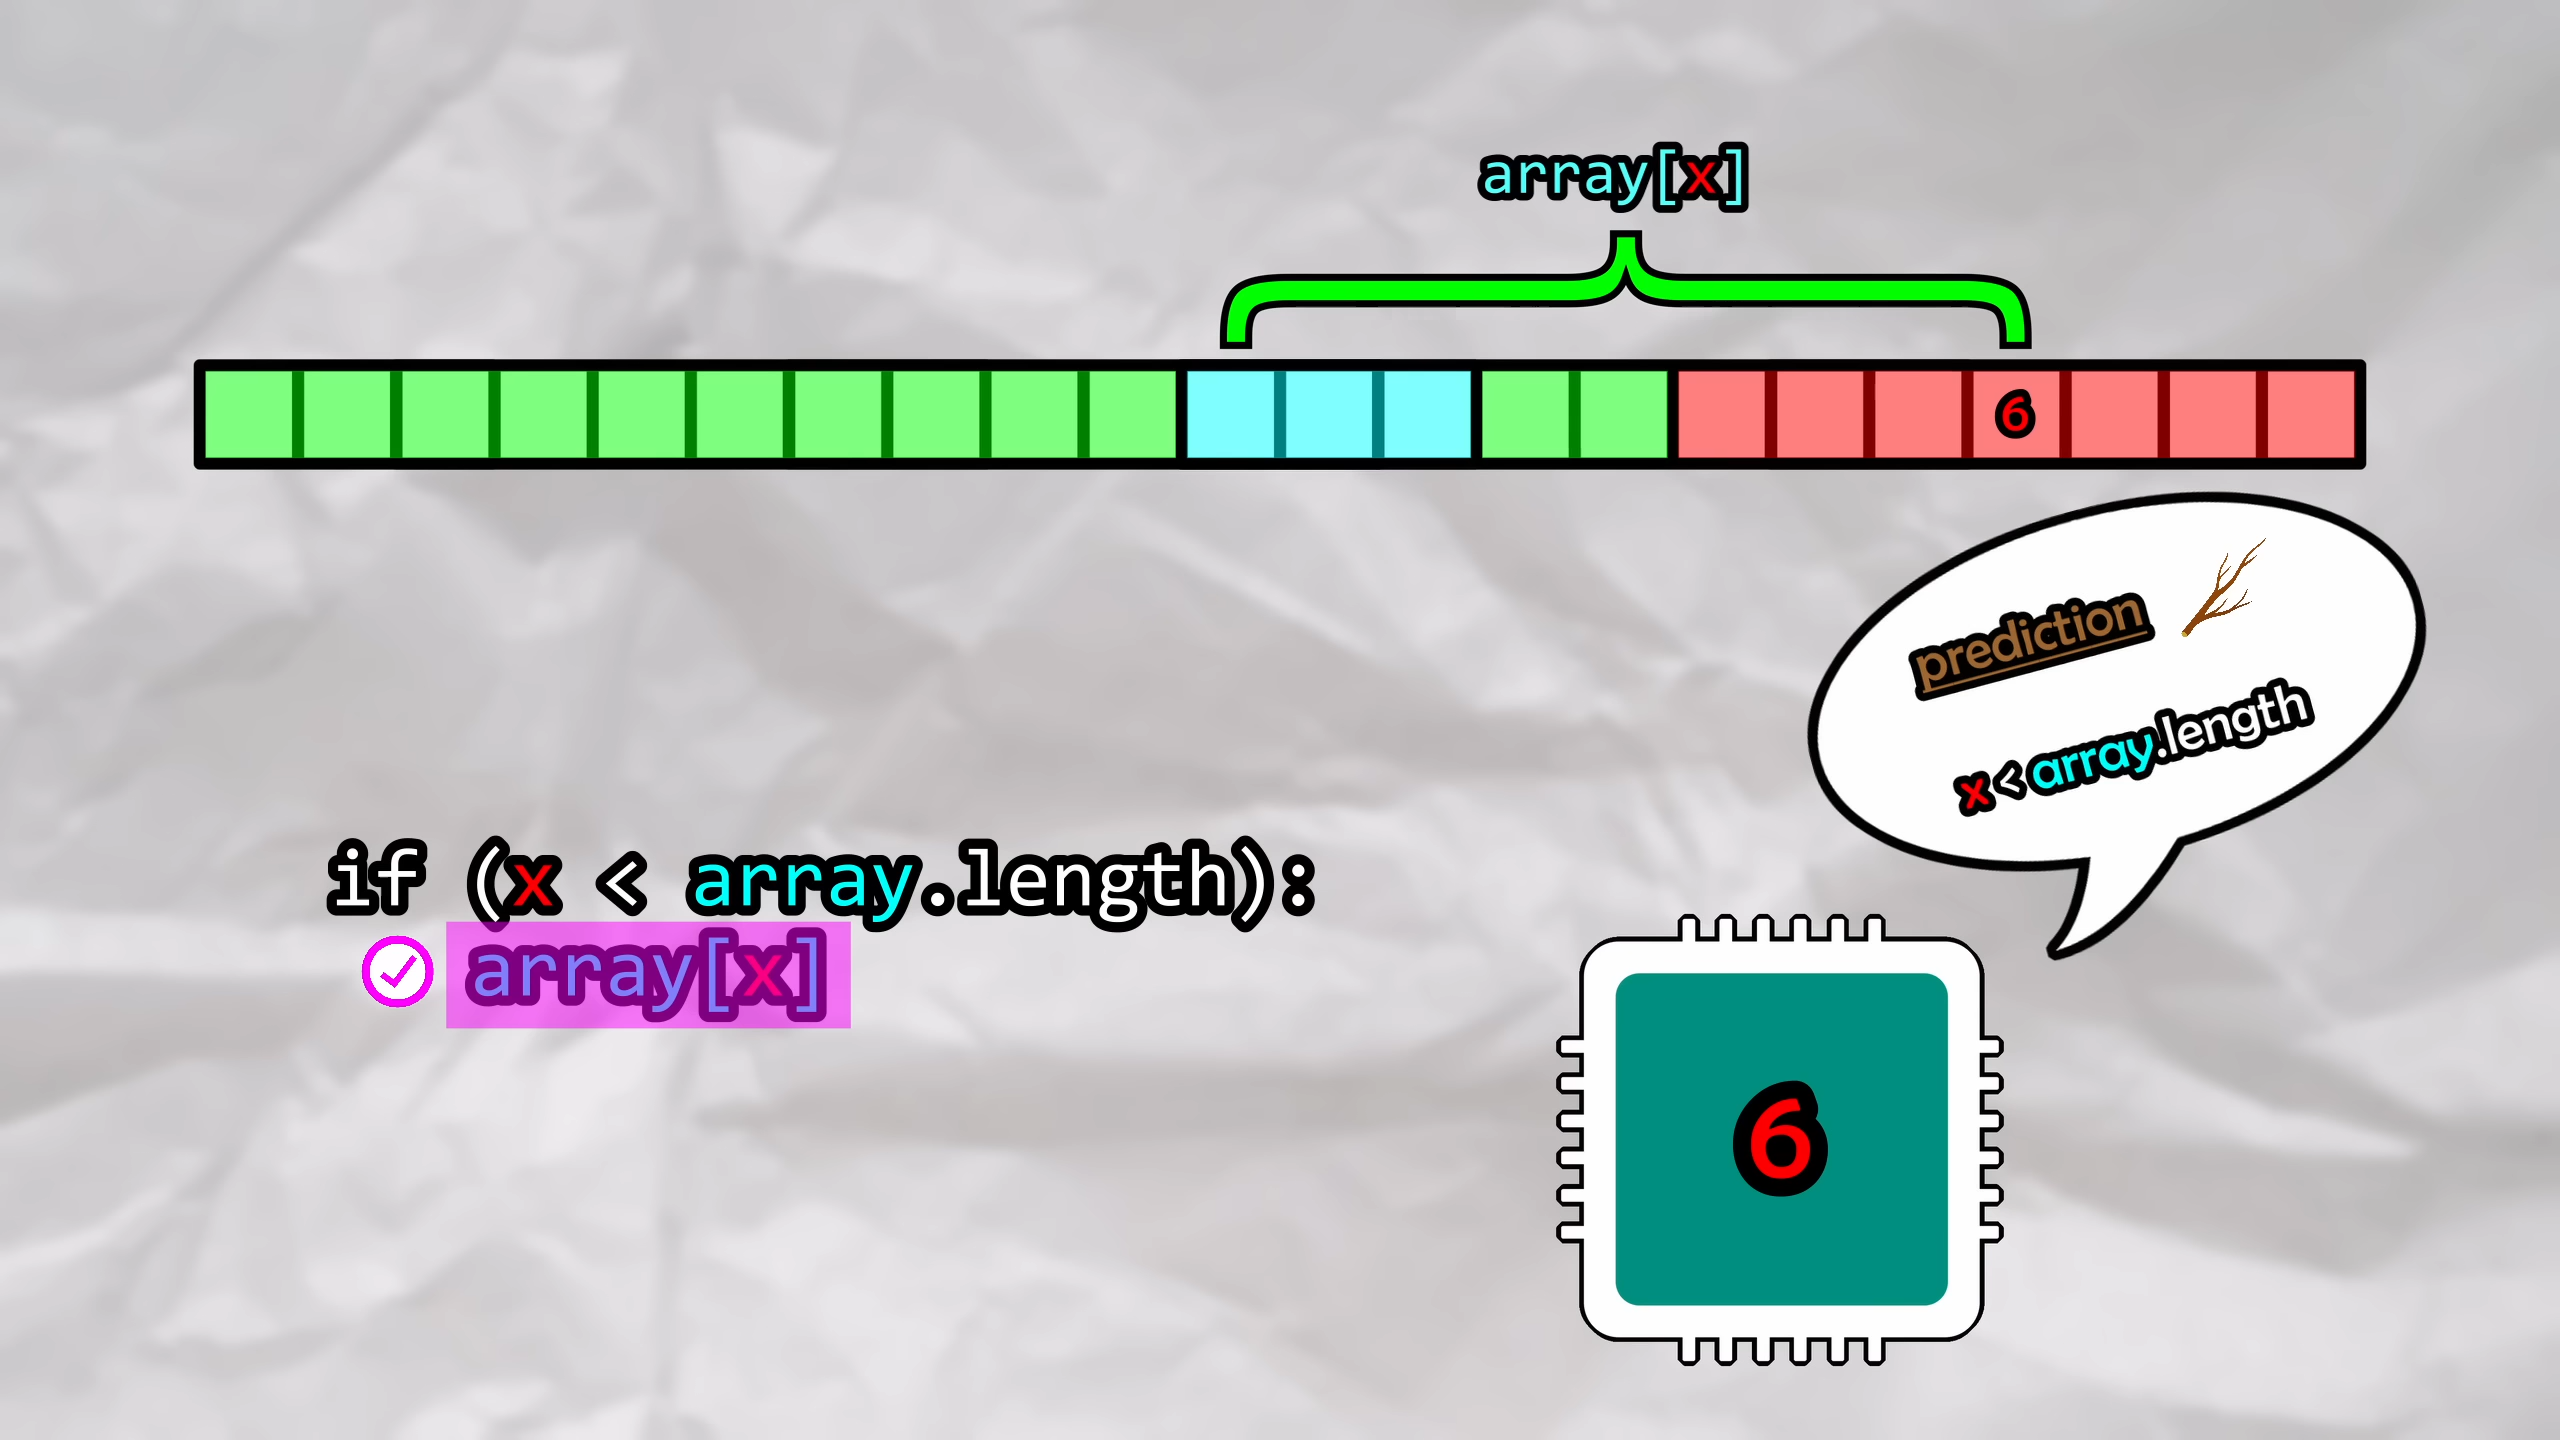 array[x]
6
prediction
x < array.length
if (x < array.length):
array[x]
6